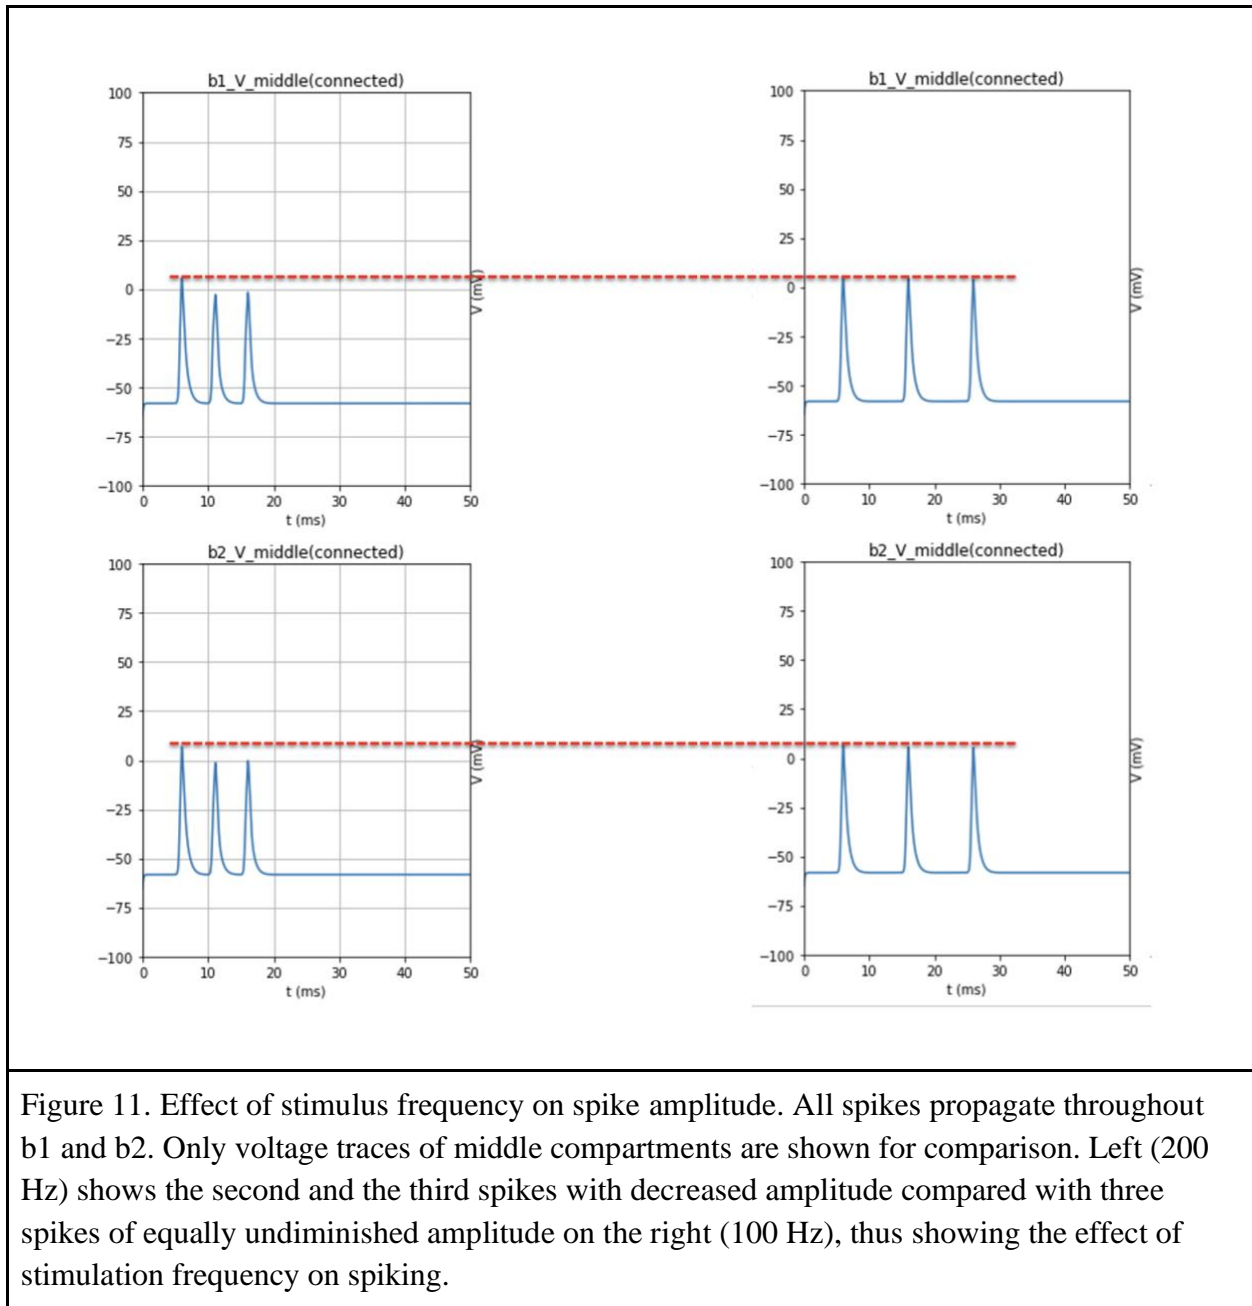 b1_V_middle(connected)
100
75
50
25
0
−25
−50
−75
−100
0 10 20 30 40 50
t (ms)
b1_V_middle(connected)
V (mV)
100
75
50
25
0
−25
−50
−75
−100
0 10 20 30 40 50
t (ms)
V (mV)
b2_V_middle(connected)
100
75
50
25
0
−25
−50
−75
−100
0 10 20 30 40 50
t (ms)
b2_V_middle(connected)
V (mV)
100
75
50
25
0
−25
−50
−75
−100
0 10 20 30 40 50
t (ms)
V (mV)
Figure 11. Effect of stimulus frequency on spike amplitude. All spikes propagate throughout
b1 and b2. Only voltage traces of middle compartments are shown for comparison. Left (200
Hz) shows the second and the third spikes with decreased amplitude compared with three
spikes of equally undiminished amplitude on the right (100 Hz), thus showing the effect of
stimulation frequency on spiking.